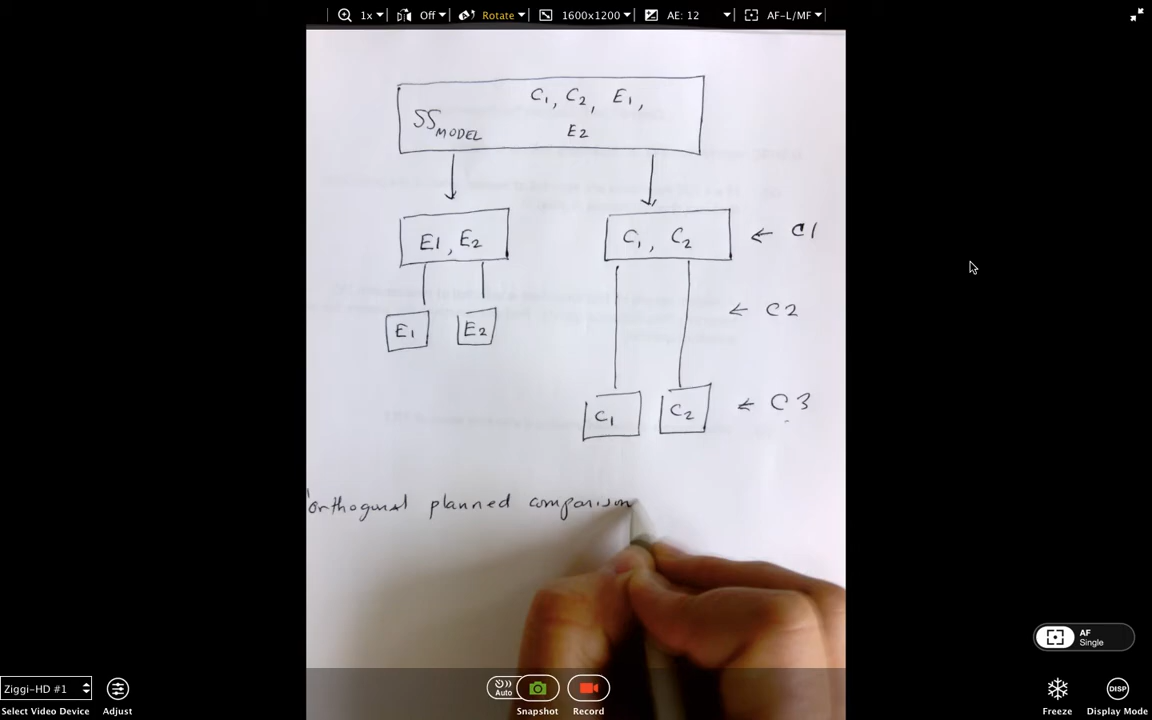 1x Off Rotate 1600x1200 AE: 12 AF-L/MF
C1, C2, E1,
SS MODEL E2
E1, E2 C1, C2 ← C1
← C2
E1 E2
C1 C2 ← C3
orthogonal planned comparison
AF
Single
Ziggi-HD #1 Auto
Select Video Device Adjust Snapshot Record Freeze DISP Display Mode